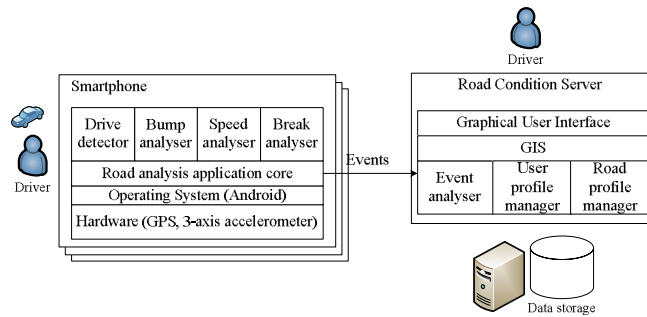 Driver
Smartphone
Road Condition Server
Drive
detector
Bump
analyser
Speed
analyser
Break
analyser
Graphical User Interface
GIS
Road analysis application core
Events
Driver
Operating System (Android)
Hardware (GPS, 3-axis accelerometer)
Event
analyser
User
profile
manager
Road
profile
manager
Data storage